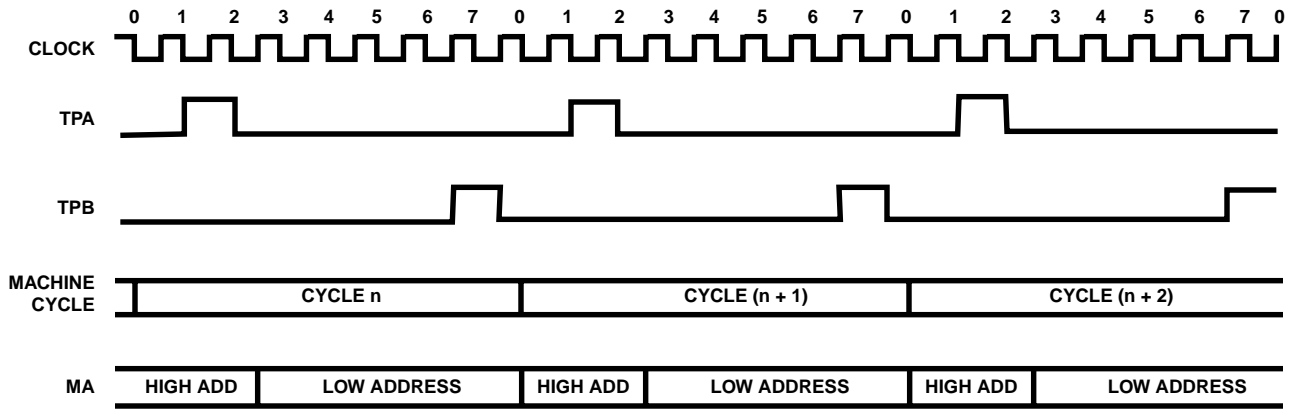 0 1 2 3 4 5 6 7 0 1 2 3 4 5 6 7 0 1 2 3 4 5 6 7 0
CLOCK
TPA
TPB
MACHINE
CYCLE
CYCLE n CYCLE (n + 1) CYCLE (n + 2)
MA HIGH ADD LOW ADDRESS HIGH ADD LOW ADDRESS HIGH ADD LOW ADDRESS